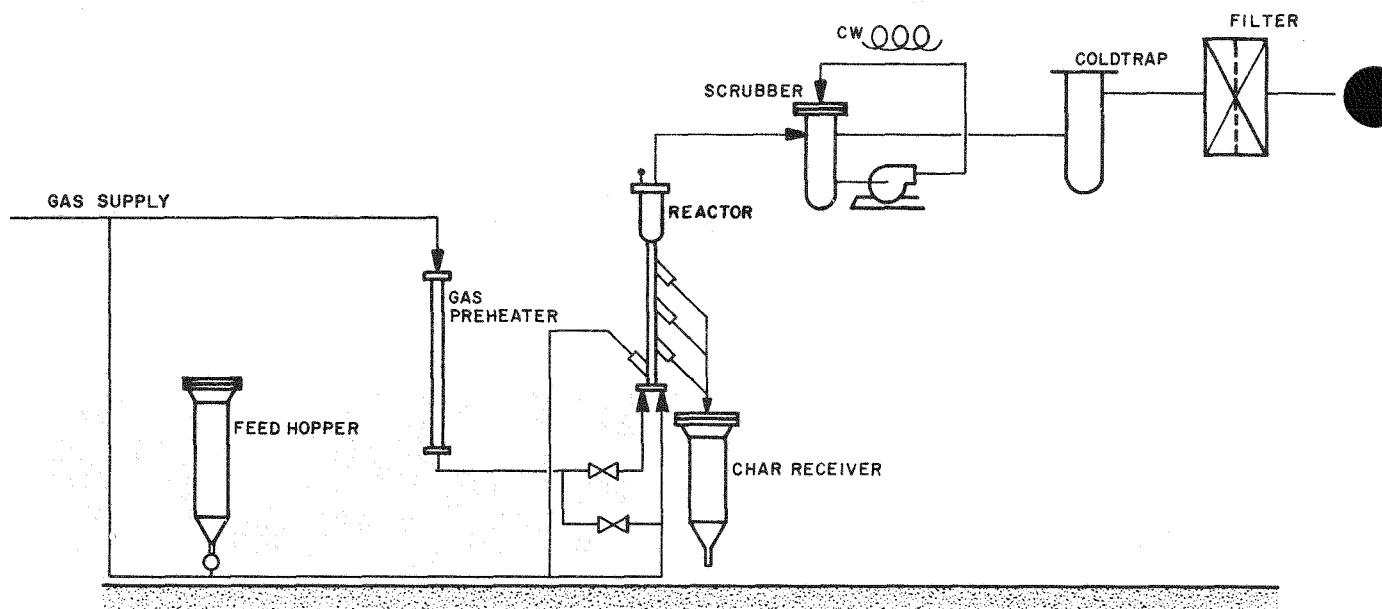 FILTER
CW
COLDTRAP
SCRUBBER
GAS SUPPLY
REACTOR
GAS
PREHEATER
FEED HOPPER
CHAR RECEIVER